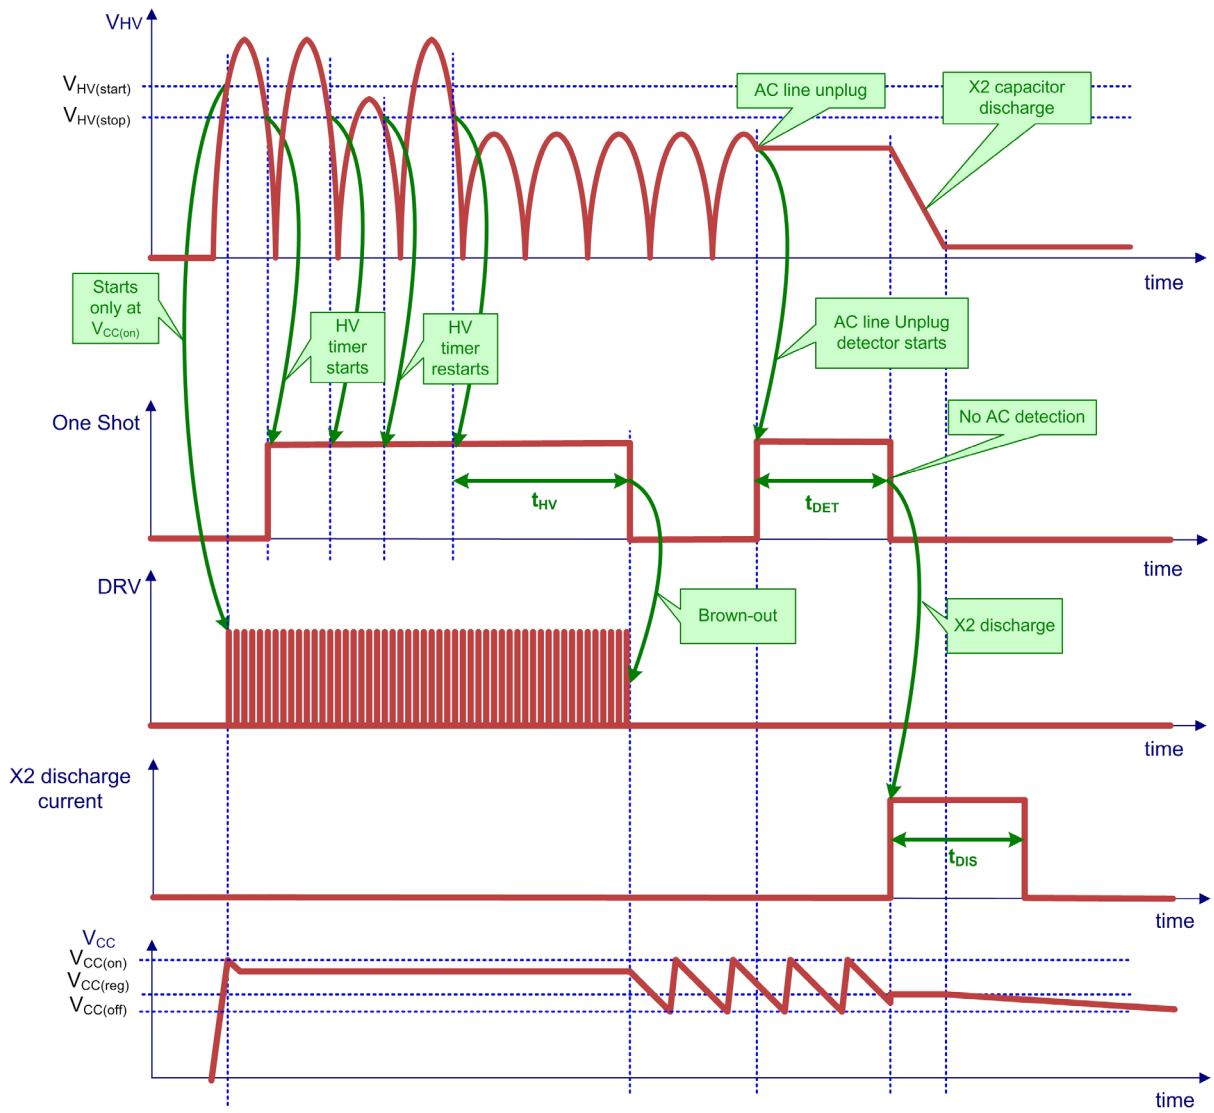 VHV
VHV(start)
VHV(stop)
AC line unplug
X2 capacitor
discharge
time
Starts
only at
VCC(on)
HV
timer
starts
HV
timer
restarts
AC line Unplug
detector starts
One Shot
No AC detection
tHV
tDET
time
DRV
Brown-out
X2 discharge
time
X2 discharge
current
tDIS
time
VCC
VCC(on)
VCC(reg)
VCC(off)
time